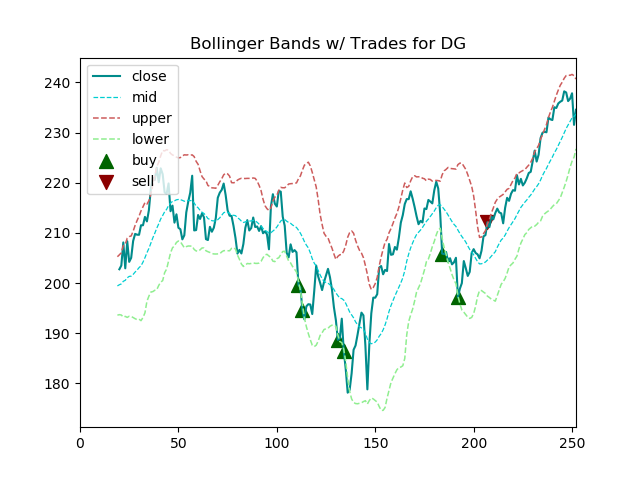 Bollinger Bands w/ Trades for DG
close
mid
upper
lower
buy
sell
240
230
220
210
200
190
180
0 50 100 150 200 250